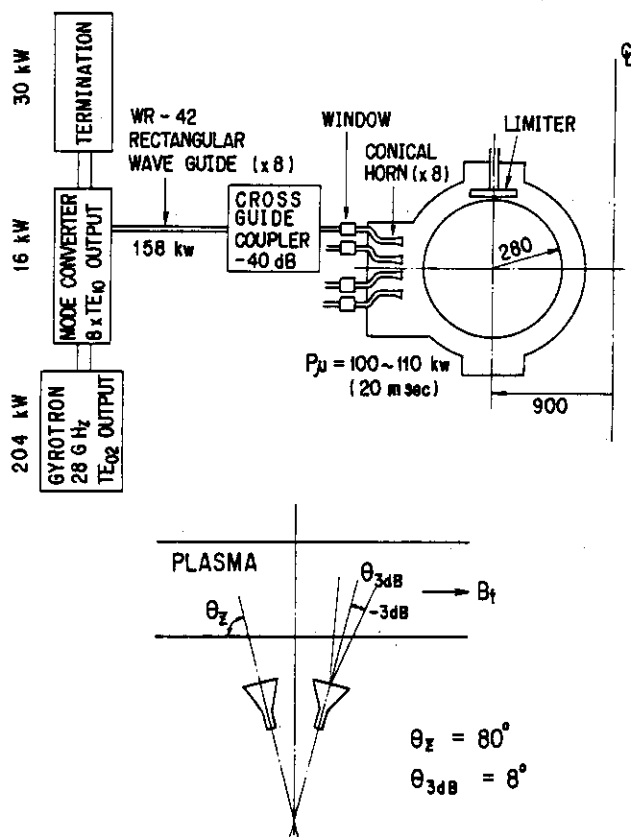 30 kW
TERMINATION
16 kW
MODE CONVERTER
8 x TE10 OUTPUT
204 kW
GYROTRON
28 GHz
TE02 OUTPUT
WR-42
RECTANGULAR
WAVE GUIDE (x8)
158 kw
CROSS
GUIDE
COUPLER
-40 dB
WINDOW
CONICAL
HORN (x8)
LIMITER
℄
280
Pμ = 100~110 kw
(20 msec)
900
PLASMA
θz
θ3dB
-3dB
Bt
θz = 80°
θ3dB = 8°